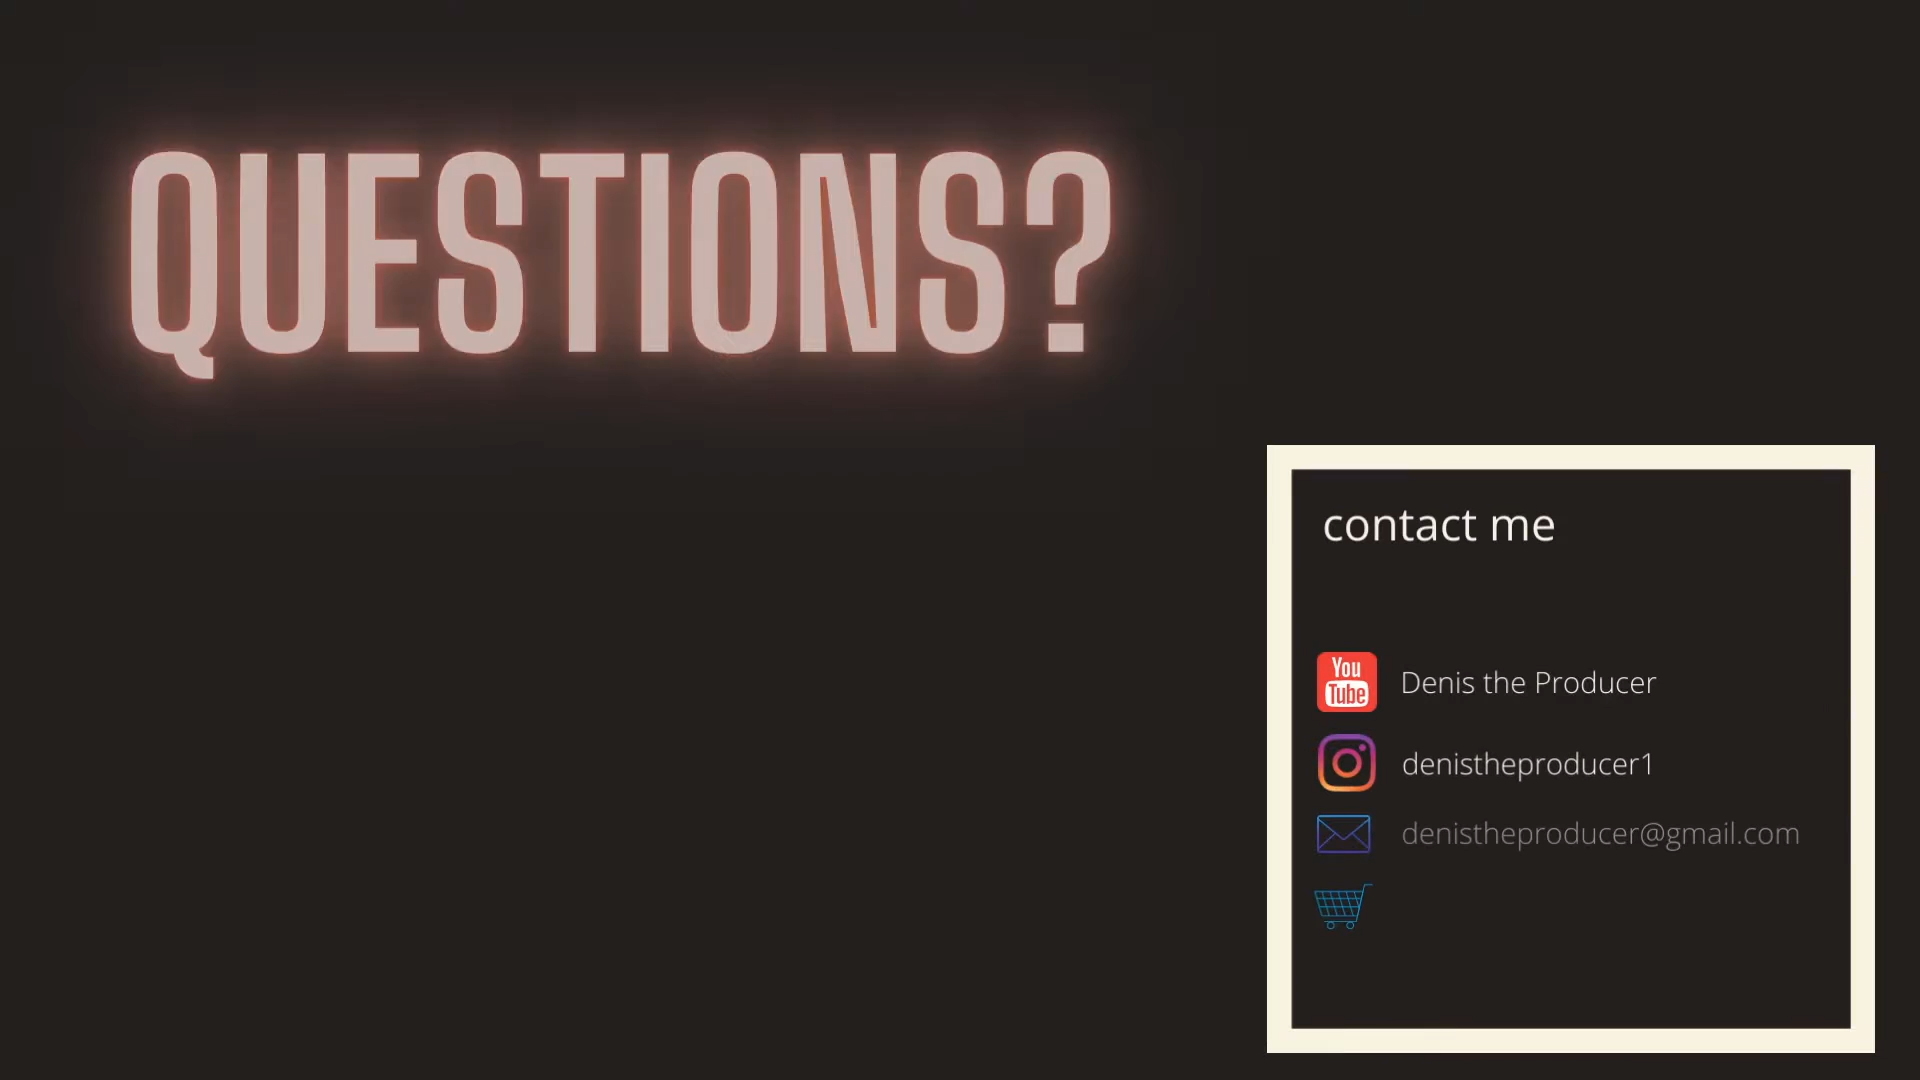 QUESTIONS?
contact me
You
Tube
Denis the Producer
denistheproducer1
denistheproducer@gmail.com